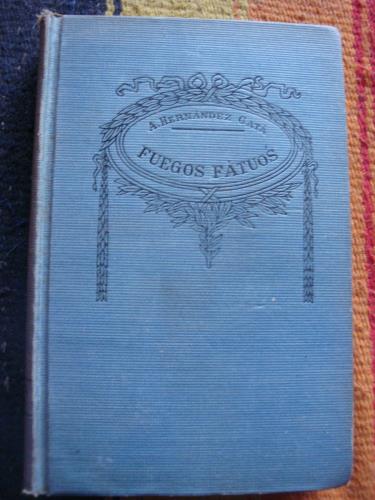 A. HERNÁNDEZ CATÁ
FUEGOS FÁTUOS